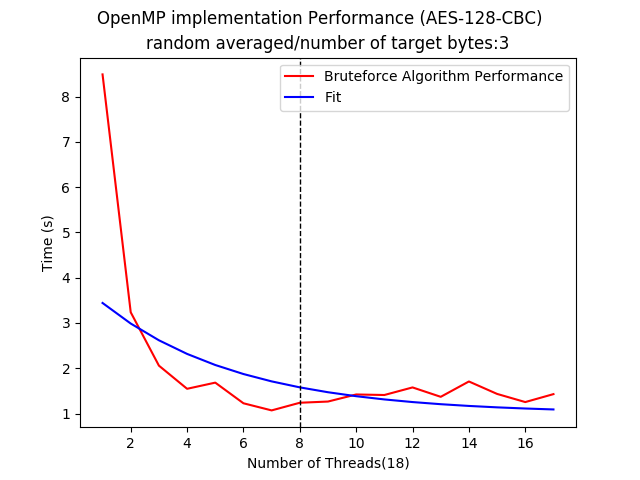 OpenMP implementation Performance (AES-128-CBC)
random averaged/number of target bytes:3
Bruteforce Algorithm Performance
Fit
Time (s)
8
7
6
5
4
3
2
1
2 4 6 8 10 12 14 16
Number of Threads(18)